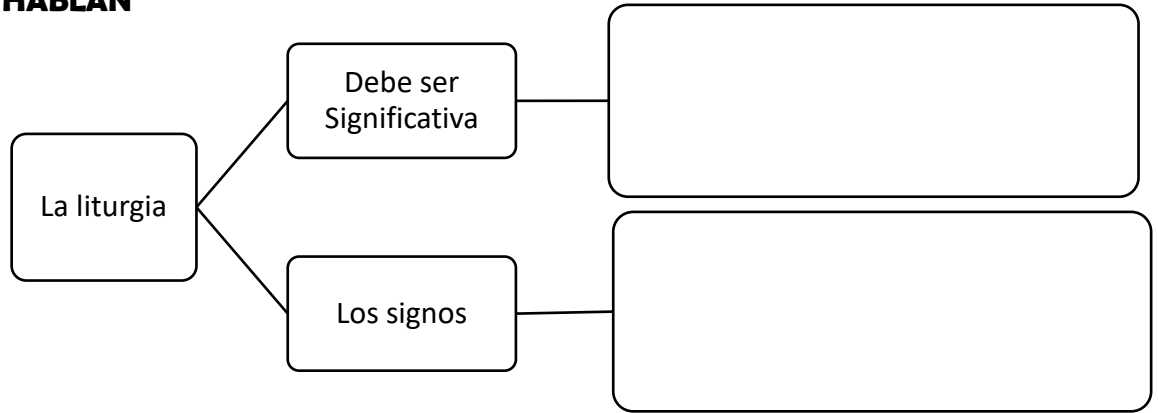 HABLAN
Debe ser
Significativa
La liturgia
Los signos